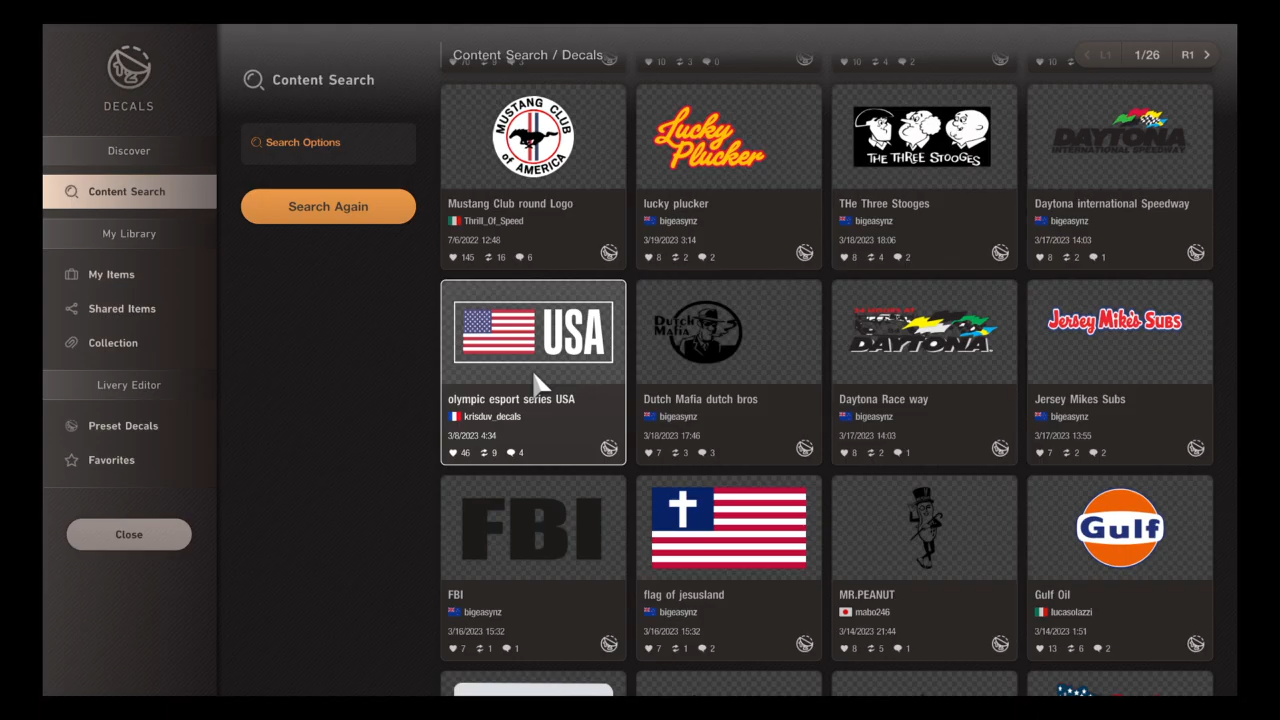 DECALS
Discover
Content Search
My Library
My Items
Shared Items
Collection
Livery Editor
Preset Decals
Favorites
Close
Content Search
Search Options
Search Again
Content Search / Decals
L1
1/26
R1
10 3 0
10 4 2
10
MUSTANG CLUB
of AMERICA
Mustang Club round Logo
Thrill_Of_Speed
7/6/2022 12:48
145 16 6
Lucky
Plucker
lucky plucker
bigeasynz
3/19/2023 3:14
8 2 2
THE THREE STOOGES
THe Three Stooges
bigeasynz
3/18/2023 18:06
8 4 2
DAYTONA
INTERNATIONAL SPEEDWAY
Daytona international Speedway
bigeasynz
3/17/2023 14:03
8 2 1
USA
olympic esport series USA
krisduv_decals
3/8/2023 4:34
46 9 4
Dutch
Mafia
Dutch Mafia dutch bros
bigeasynz
3/18/2023 17:46
7 3 3
DAYTONA
Daytona Race way
bigeasynz
3/17/2023 14:03
8 2 1
Jersey Mike's Subs
Jersey Mikes Subs
bigeasynz
3/17/2023 13:55
7 2 2
FBI
FBI
bigeasynz
3/16/2023 15:32
7 1 1
flag of jesusland
bigeasynz
3/16/2023 15:32
7 1 2
MR.PEANUT
mabo246
3/14/2023 21:44
8 5 1
Gulf
Gulf Oil
lucasolazzi
3/14/2023 1:51
13 6 2